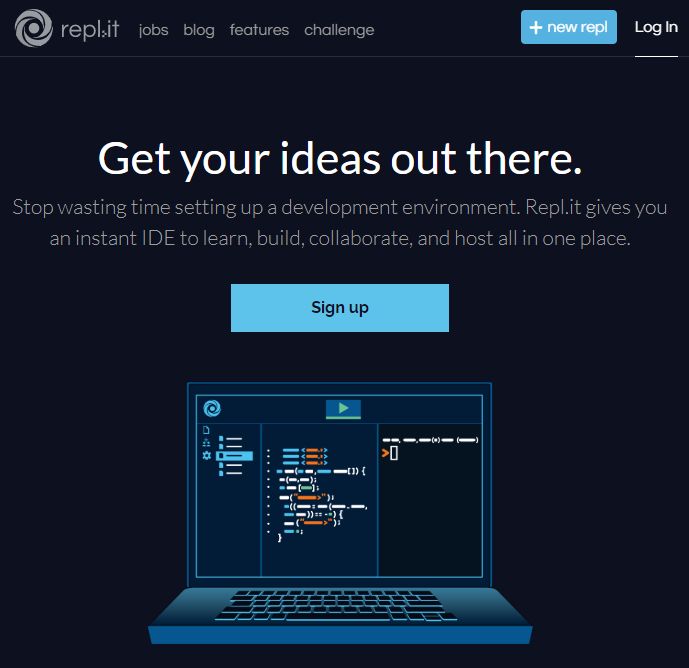 repl.it jobs blog features challenge + new repl Log In
Get your ideas out there.
Stop wasting time setting up a development environment. Repl.it gives you
an instant IDE to learn, build, collaborate, and host all in one place.
Sign up